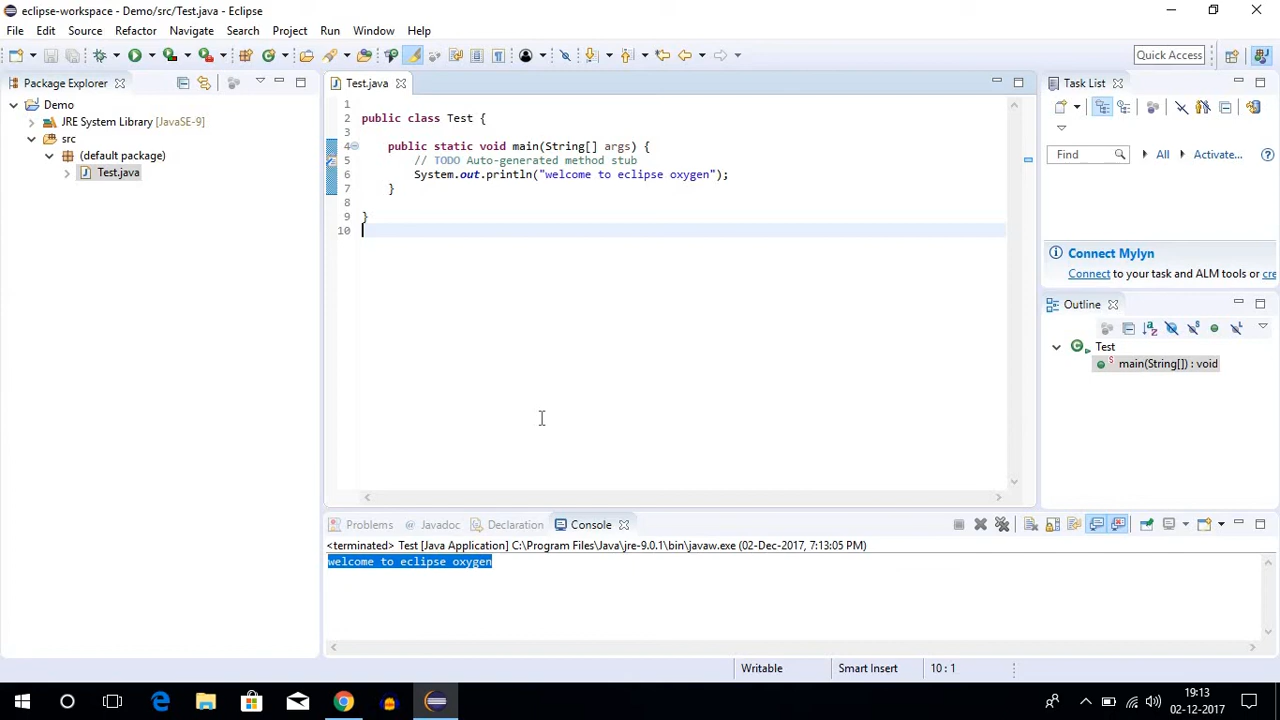 eclipse-workspace - Demo/src/Test.java - Eclipse
File Edit Source Refactor Navigate Search Project Run Window Help
Quick Access
Package Explorer
Demo
JRE System Library [JavaSE-9]
src
(default package)
Test.java
Test.java
1
2 public class Test {
3
4 public static void main(String[] args) {
5 // TODO Auto-generated method stub
6 System.out.println("welcome to eclipse oxygen");
7 }
8
9 }
10
Task List
Find All Activate...
Connect Mylyn
Connect to your task and ALM tools or cre
Outline
Test
main(String[]) : void
Problems Javadoc Declaration Console
<terminated> Test [Java Application] C:\Program Files\Java\jre-9.0.1\bin\javaw.exe (02-Dec-2017, 7:13:05 PM)
welcome to eclipse oxygen
Writable Smart Insert 10 : 1
19:13
02-12-2017